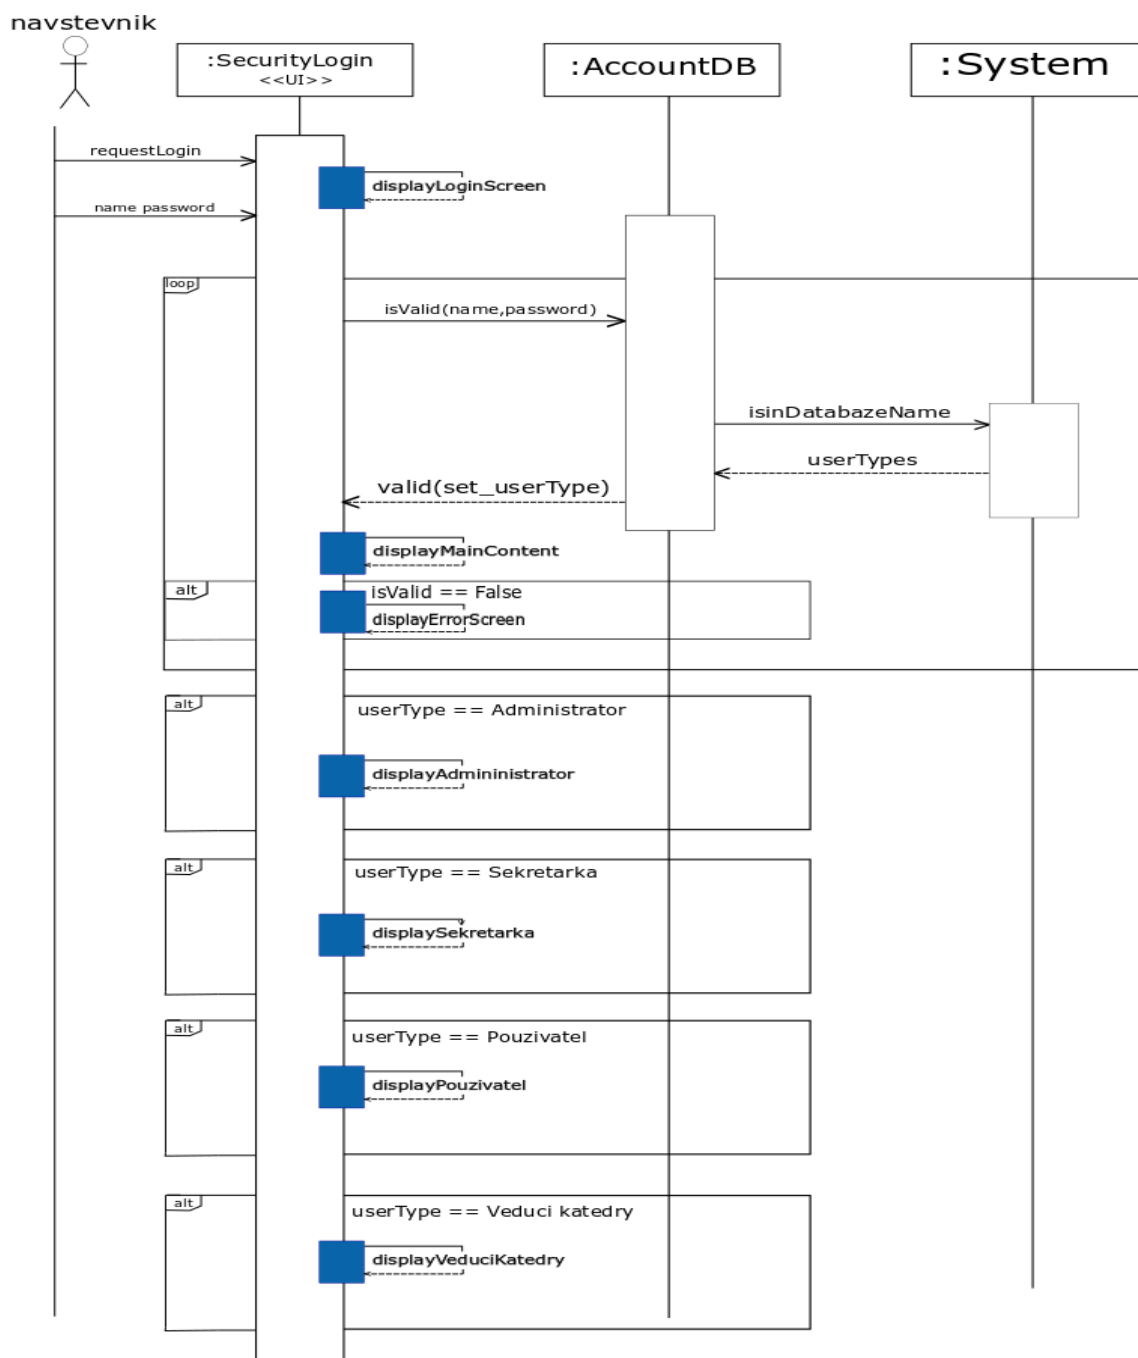 navstevnik
:SecurityLogin
<<UI>>
:AccountDB
:System
requestLogin
displayLoginScreen
name password
loop
isValid(name,password)
isinDatabazeName
userTypes
valid(set_userType)
displayMainContent
alt
isValid == False
displayErrorScreen
alt
userType == Administrator
displayAdmininistrator
alt
userType == Sekretarka
displaySekretarka
alt
userType == Pouzivatel
displayPouzivatel
alt
userType == Veduci katedry
displayVeduciKatedry